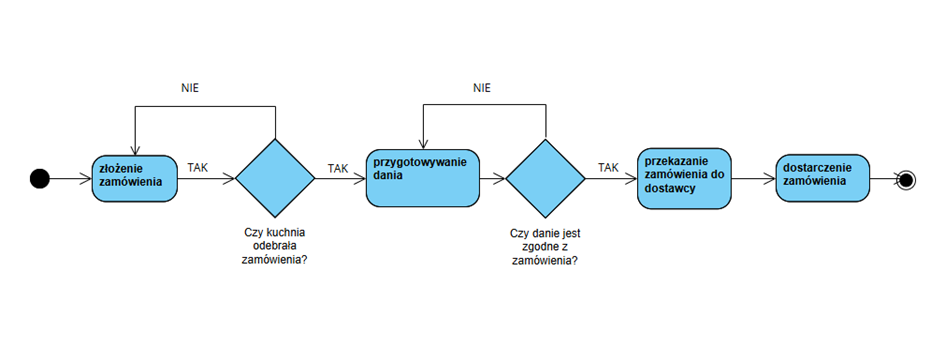 NIE
NIE
złożenie
zamówienia
TAK
TAK
przygotowywanie
dania
TAK
przekazanie
zamówienia do
dostawcy
dostarczenie
zamówienia
Czy kuchnia
odebrała
zamówienia?
Czy danie jest
zgodne z
zamówienia?